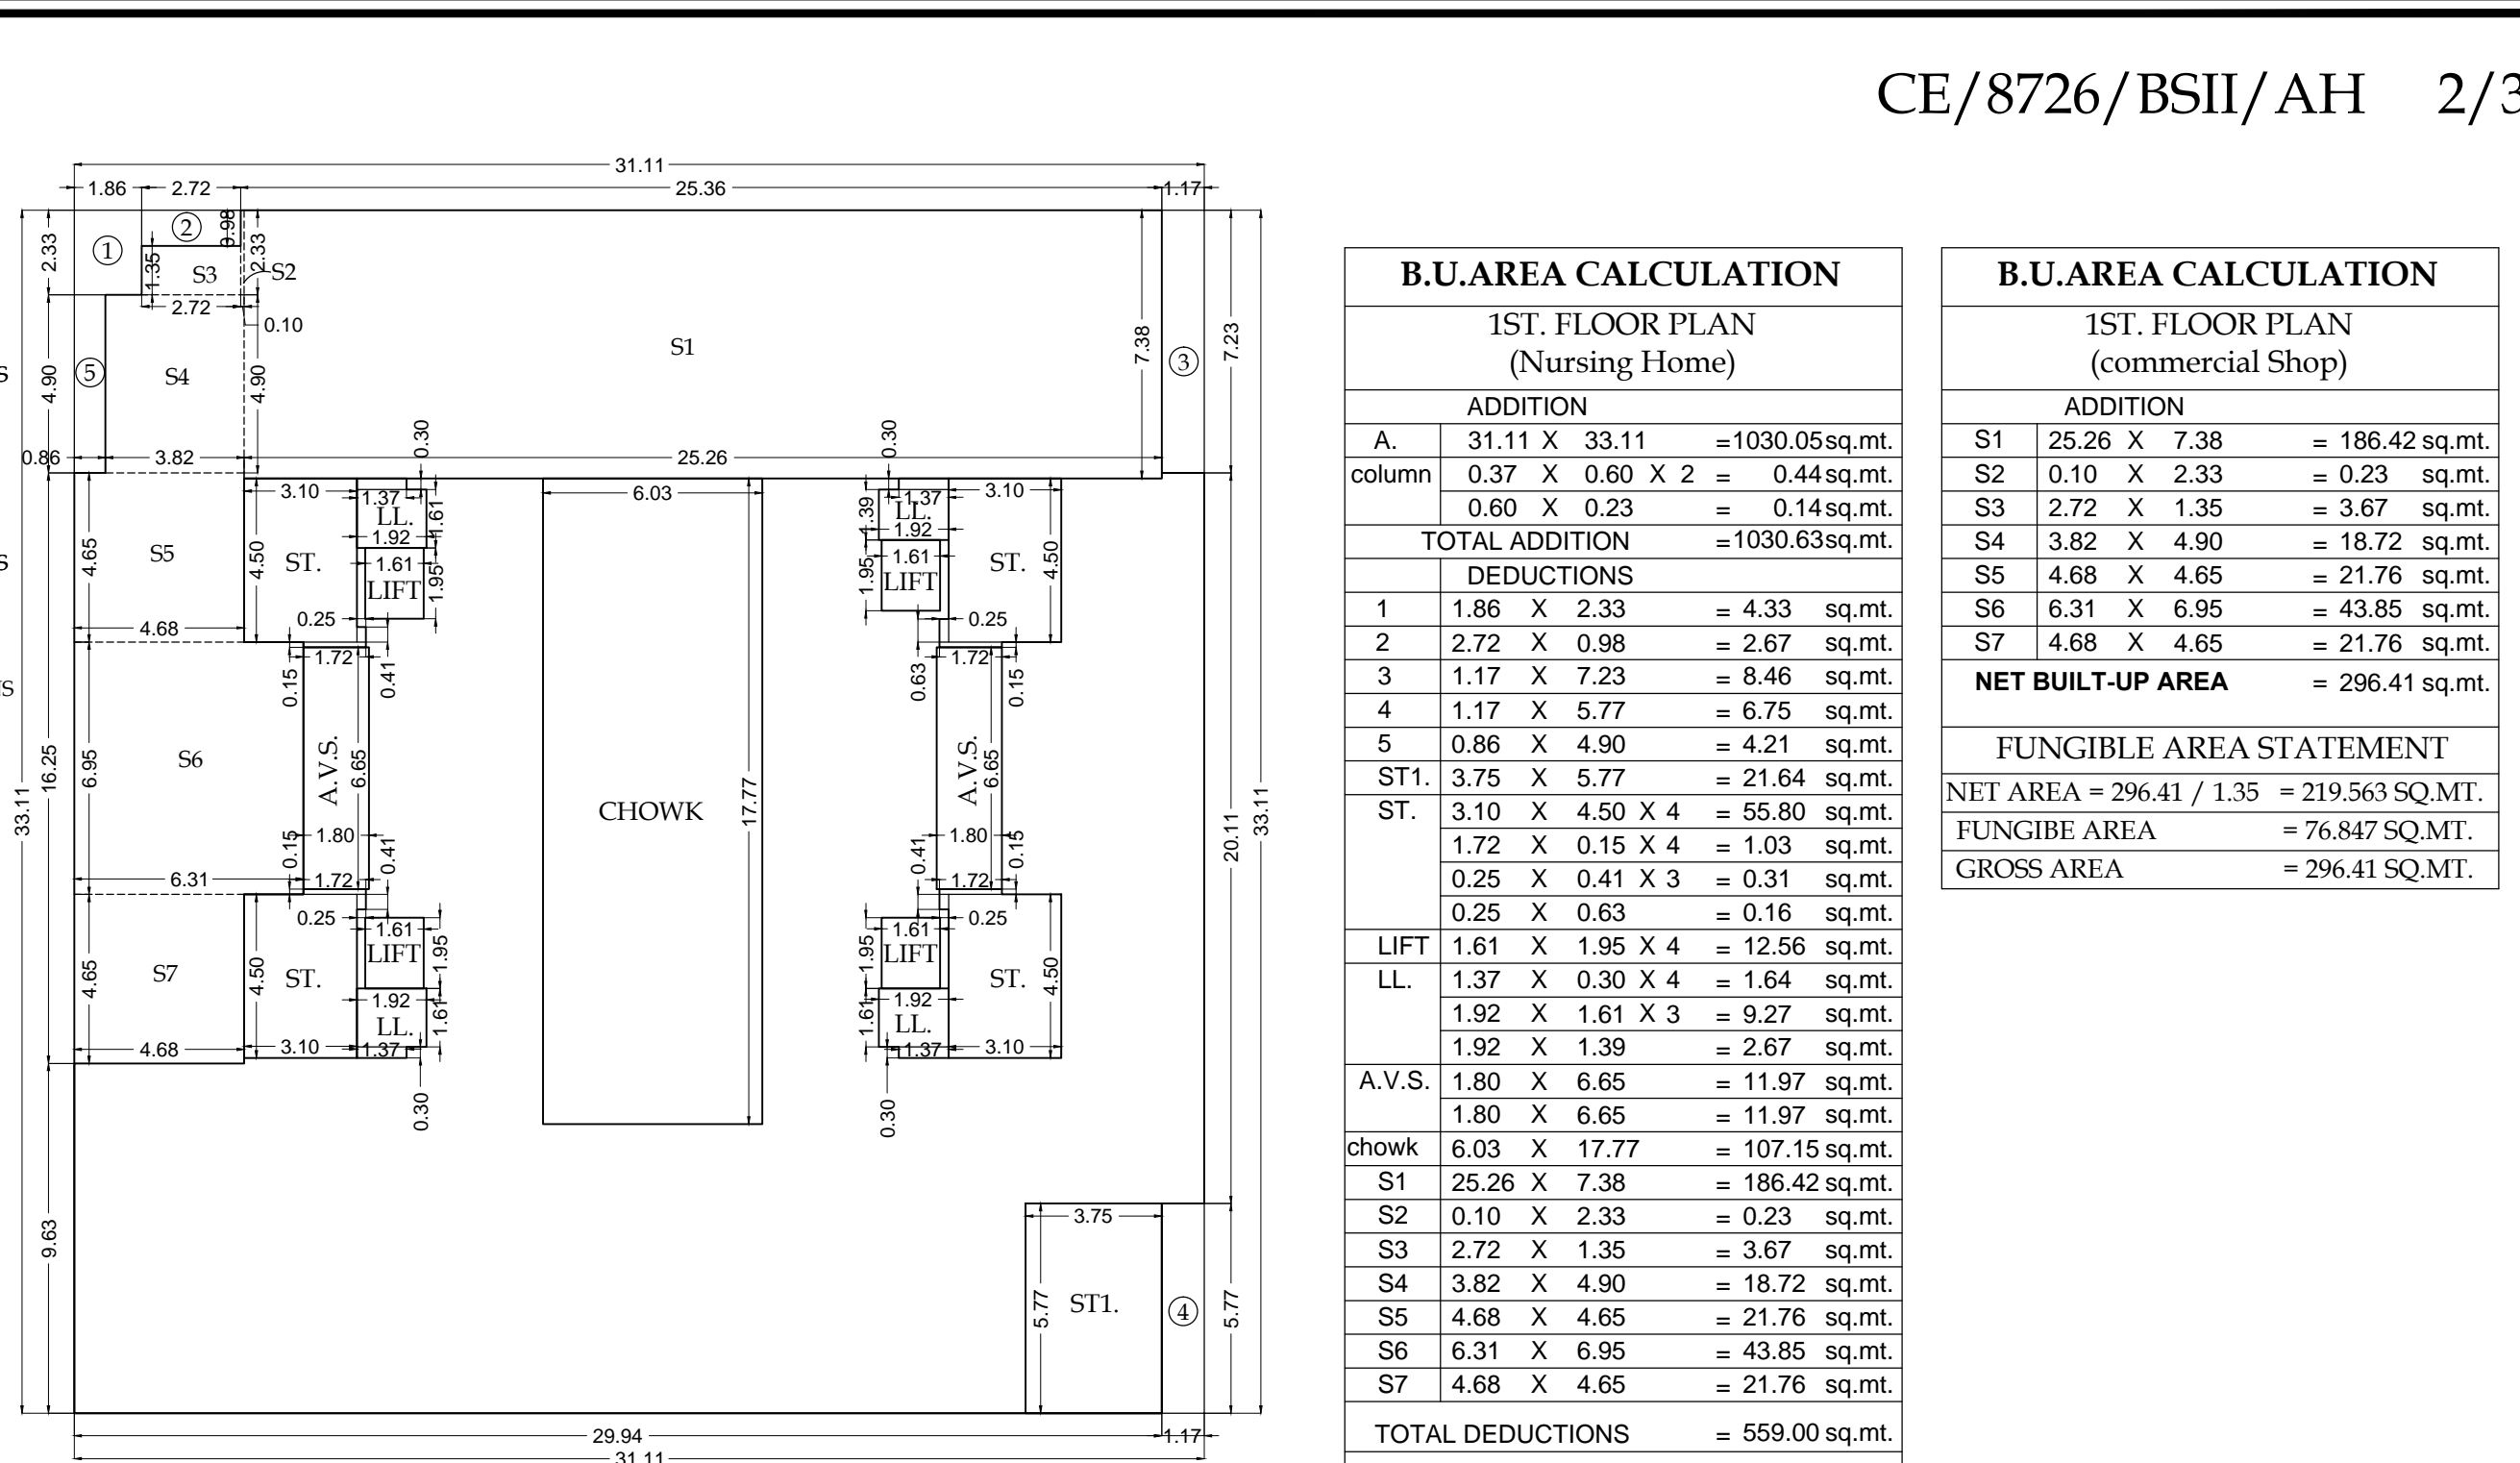 CE/8726/BSII/AH 2/3
31.11
1.86 2.72 25.36 1.17
2.33 1 2 0.98 2.33
1.35 S3 S2
2.72
0.10
S1 7.38 3 7.23
S
4.90 5 S4 4.90
0.30 0.30
0.86 3.82 25.26
3.10 1.37 6.03 1.37 3.10
LL. 1.61 1.39 LL.
1.92 1.92
4.65 S5 4.50 ST. 1.61 1.61 ST. 4.50
S
LIFT 1.95 1.95 LIFT
0.25 0.25
4.68
1.72 1.72
0.15 0.41 0.63 0.15
S
33.11 16.25 6.95 S6 A.V.S. 6.65 CHOWK 17.77 A.V.S. 6.65 20.11 33.11
0.15 1.80 0.41 0.41 1.80 0.15
6.31 1.72 1.72
0.25 0.25
1.61 1.61
4.65 S7 4.50 ST. LIFT 1.95 1.95 LIFT ST. 4.50
1.92 1.92
LL. 1.61 1.61 LL.
4.68 3.10 1.37 1.37 3.10
0.30 0.30
9.63 3.75
5.77 ST1. 4 5.77
29.94 1.17
31.11
B.U.AREA CALCULATION
1ST. FLOOR PLAN
(Nursing Home)
ADDITION
A. 31.11 X 33.11 =1030.05sq.mt.
column 0.37 X 0.60 X 2 = 0.44sq.mt.
0.60 X 0.23 = 0.14sq.mt.
TOTAL ADDITION =1030.63sq.mt.
DEDUCTIONS
1 1.86 X 2.33 = 4.33 sq.mt.
2 2.72 X 0.98 = 2.67 sq.mt.
3 1.17 X 7.23 = 8.46 sq.mt.
4 1.17 X 5.77 = 6.75 sq.mt.
5 0.86 X 4.90 = 4.21 sq.mt.
ST1. 3.75 X 5.77 = 21.64 sq.mt.
ST. 3.10 X 4.50 X 4 = 55.80 sq.mt.
1.72 X 0.15 X 4 = 1.03 sq.mt.
0.25 X 0.41 X 3 = 0.31 sq.mt.
0.25 X 0.63 = 0.16 sq.mt.
LIFT 1.61 X 1.95 X 4 = 12.56 sq.mt.
LL. 1.37 X 0.30 X 4 = 1.64 sq.mt.
1.92 X 1.61 X 3 = 9.27 sq.mt.
1.92 X 1.39 = 2.67 sq.mt.
A.V.S. 1.80 X 6.65 = 11.97 sq.mt.
1.80 X 6.65 = 11.97 sq.mt.
chowk 6.03 X 17.77 = 107.15 sq.mt.
S1 25.26 X 7.38 = 186.42 sq.mt.
S2 0.10 X 2.33 = 0.23 sq.mt.
S3 2.72 X 1.35 = 3.67 sq.mt.
S4 3.82 X 4.90 = 18.72 sq.mt.
S5 4.68 X 4.65 = 21.76 sq.mt.
S6 6.31 X 6.95 = 43.85 sq.mt.
S7 4.68 X 4.65 = 21.76 sq.mt.
TOTAL DEDUCTIONS = 559.00 sq.mt.
B.U.AREA CALCULATION
1ST. FLOOR PLAN
(commercial Shop)
ADDITION
S1 25.26 X 7.38 = 186.42 sq.mt.
S2 0.10 X 2.33 = 0.23 sq.mt.
S3 2.72 X 1.35 = 3.67 sq.mt.
S4 3.82 X 4.90 = 18.72 sq.mt.
S5 4.68 X 4.65 = 21.76 sq.mt.
S6 6.31 X 6.95 = 43.85 sq.mt.
S7 4.68 X 4.65 = 21.76 sq.mt.
NET BUILT-UP AREA = 296.41 sq.mt.
FUNGIBLE AREA STATEMENT
NET AREA = 296.41 / 1.35 = 219.563 SQ.MT.
FUNGIBE AREA = 76.847 SQ.MT.
GROSS AREA = 296.41 SQ.MT.